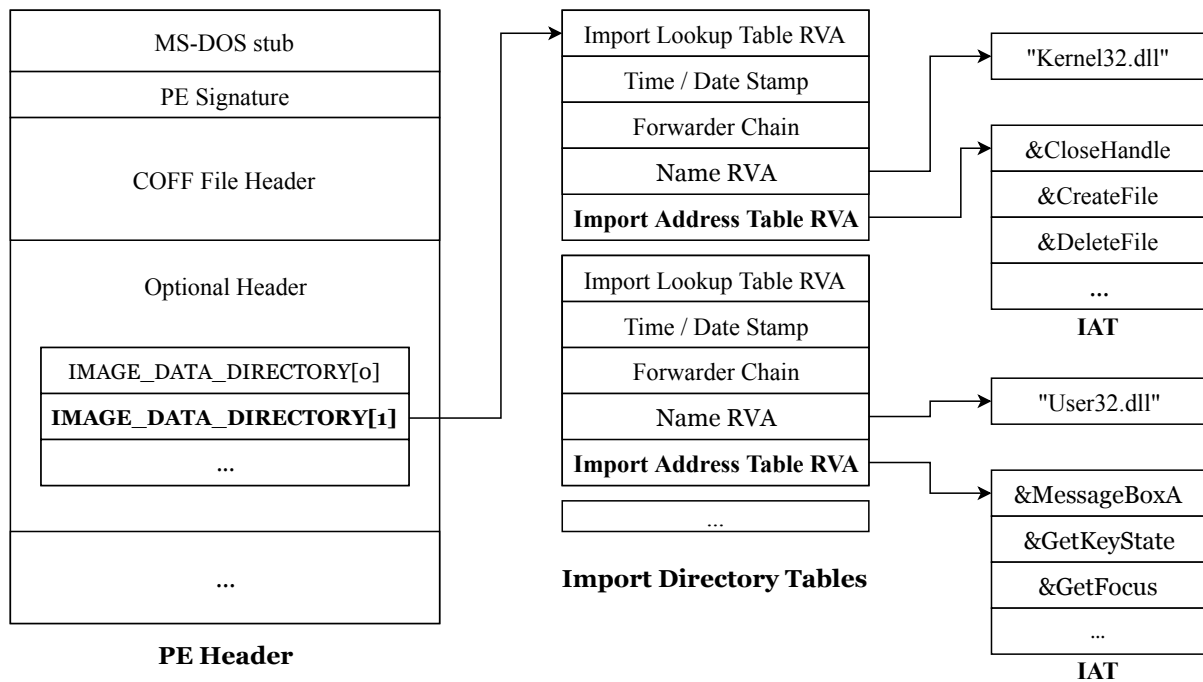 MS-DOS stub
PE Signature
COFF File Header
Optional Header
IMAGE_DATA_DIRECTORY[0]
IMAGE_DATA_DIRECTORY[1]
...
...
PE Header
Import Lookup Table RVA
Time / Date Stamp
Forwarder Chain
Name RVA
Import Address Table RVA
Import Lookup Table RVA
Time / Date Stamp
Forwarder Chain
Name RVA
Import Address Table RVA
...
Import Directory Tables
"Kernel32.dll"
&CloseHandle
&CreateFile
&DeleteFile
...
IAT
"User32.dll"
&MessageBoxA
&GetKeyState
&GetFocus
...
IAT